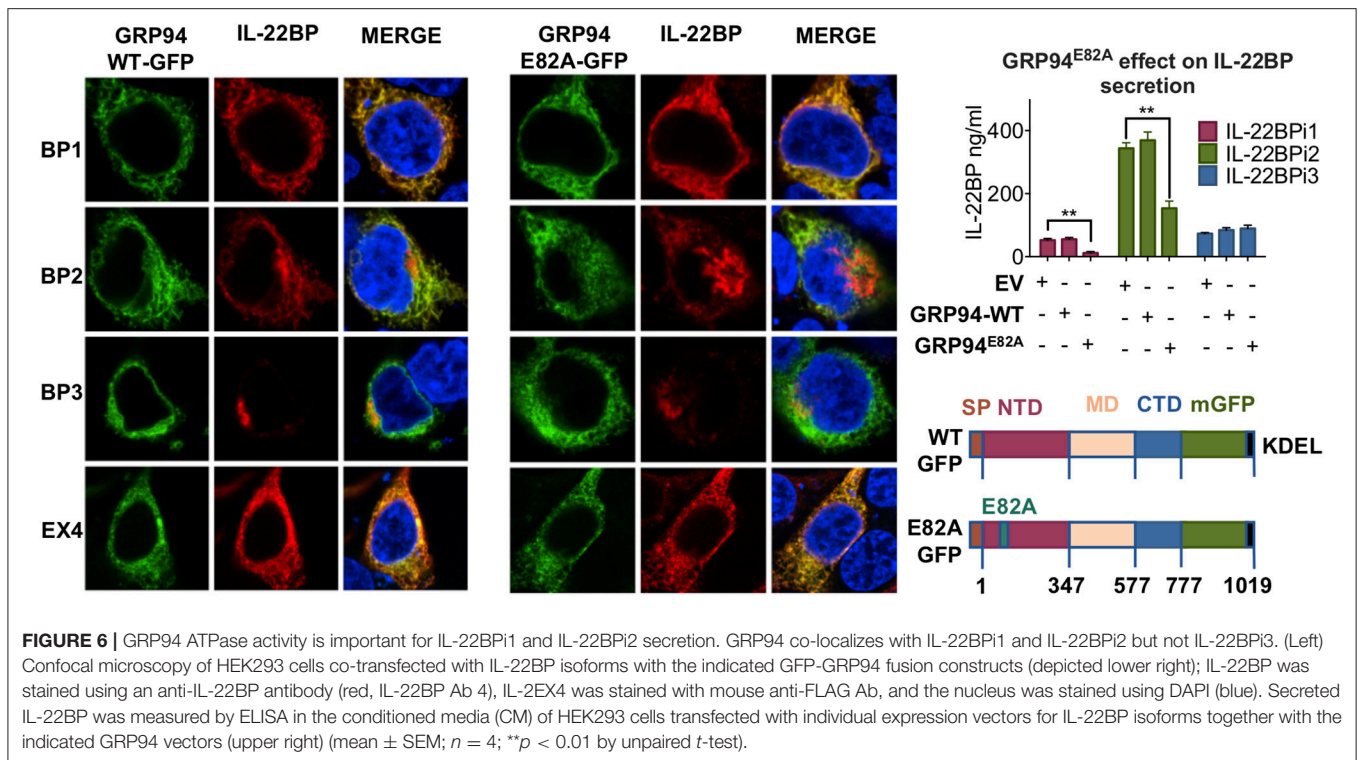 GRP94 WT-GFP IL-22BP MERGE
GRP94 E82A-GFP IL-22BP MERGE
BP1
BP2
BP3
EX4
GRP94E82A effect on IL-22BP
secretion
IL-22BP ng/ml
400
200
0
IL-22BPi1
IL-22BPi2
IL-22BPi3
**
**
EV + - - + - - + - -
GRP94-WT - + - - + - - + -
GRP94E82A - - + - - + - - +
SP NTD MD CTD mGFP
WT
GFP
KDEL
E82A
E82A
GFP
1 347 577 777 1019
FIGURE 6 | GRP94 ATPase activity is important for IL-22BPi1 and IL-22BPi2 secretion. GRP94 co-localizes with IL-22BPi1 and IL-22BPi2 but not IL-22BPi3. (Left)
Confocal microscopy of HEK293 cells co-transfected with IL-22BP isoforms with the indicated GFP-GRP94 fusion constructs (depicted lower right); IL-22BP was
stained using an anti-IL-22BP antibody (red, IL-22BP Ab 4), IL-2EX4 was stained with mouse anti-FLAG Ab, and the nucleus was stained using DAPI (blue). Secreted
IL-22BP was measured by ELISA in the conditioned media (CM) of HEK293 cells transfected with individual expression vectors for IL-22BP isoforms together with the
indicated GRP94 vectors (upper right) (mean ± SEM; n = 4; **p < 0.01 by unpaired t-test).